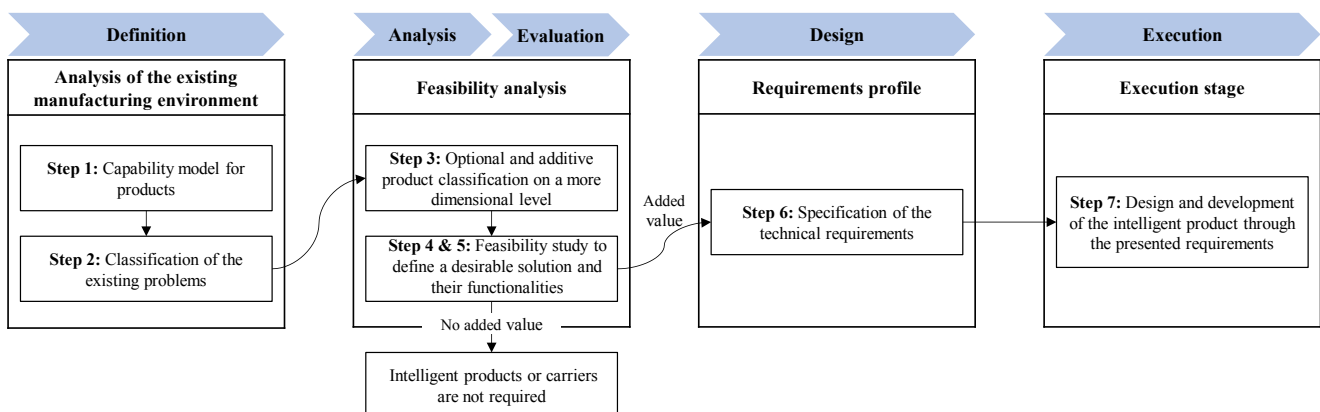 Definition
Analysis
Evaluation
Design
Execution
Analysis of the existing
manufacturing environment
Step 1: Capability model for
products
Step 2: Classification of the
existing problems
Feasibility analysis
Step 3: Optional and additive
product classification on a more
dimensional level
Step 4 & 5: Feasibility study to
define a desirable solution and
their functionalities
No added value
Intelligent products or carriers
are not required
Added
value
Requirements profile
Step 6: Specification of the
technical requirements
Execution stage
Step 7: Design and development
of the intelligent product through
the presented requirements